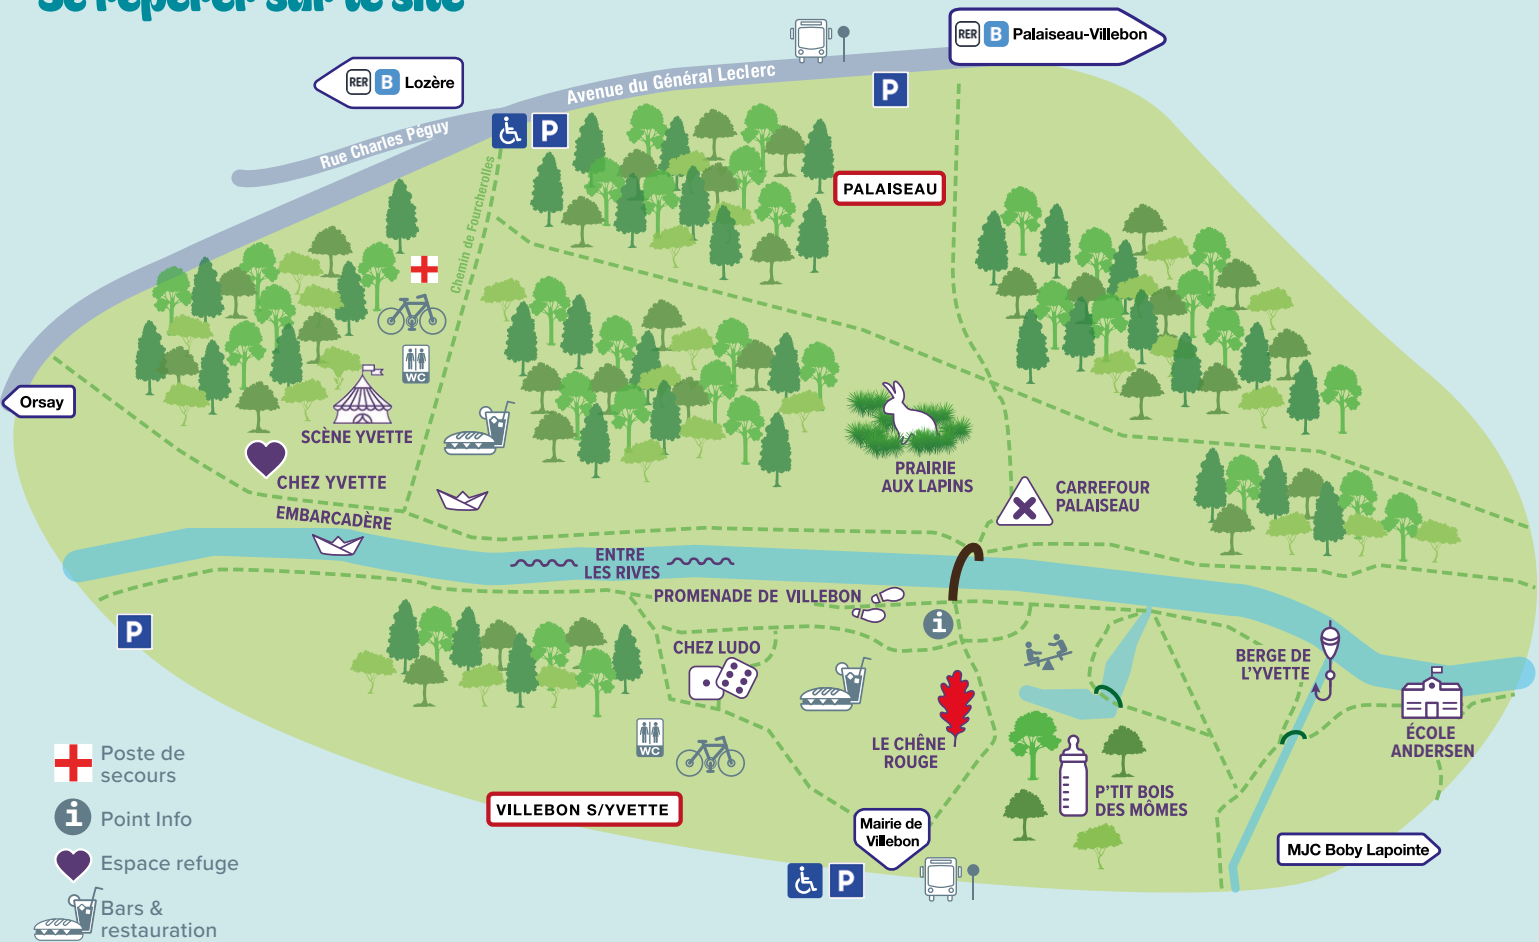 Se repérer sur le site
RER B Palaiseau-Villebon
RER B Lozère
Avenue du Général Leclerc
P
Rue Charles Péguy
P
Chemin de Fourcherolles
PALAISEAU
WC
Orsay
SCÈNE YVETTE
CHEZ YVETTE
PRAIRIE
AUX LAPINS
CARREFOUR
PALAISEAU
EMBARCADÈRE
ENTRE
LES RIVES
PROMENADE DE VILLEBON
i
P
CHEZ LUDO
BERGE DE
L'YVETTE
LE CHÊNE
ROUGE
ÉCOLE
ANDERSEN
WC
P'TIT BOIS
DES MÔMES
VILLEBON S/YVETTE
Mairie de
Villebon
MJC Boby Lapointe
P
Poste de
secours
i Point Info
Espace refuge
Bars &
restauration